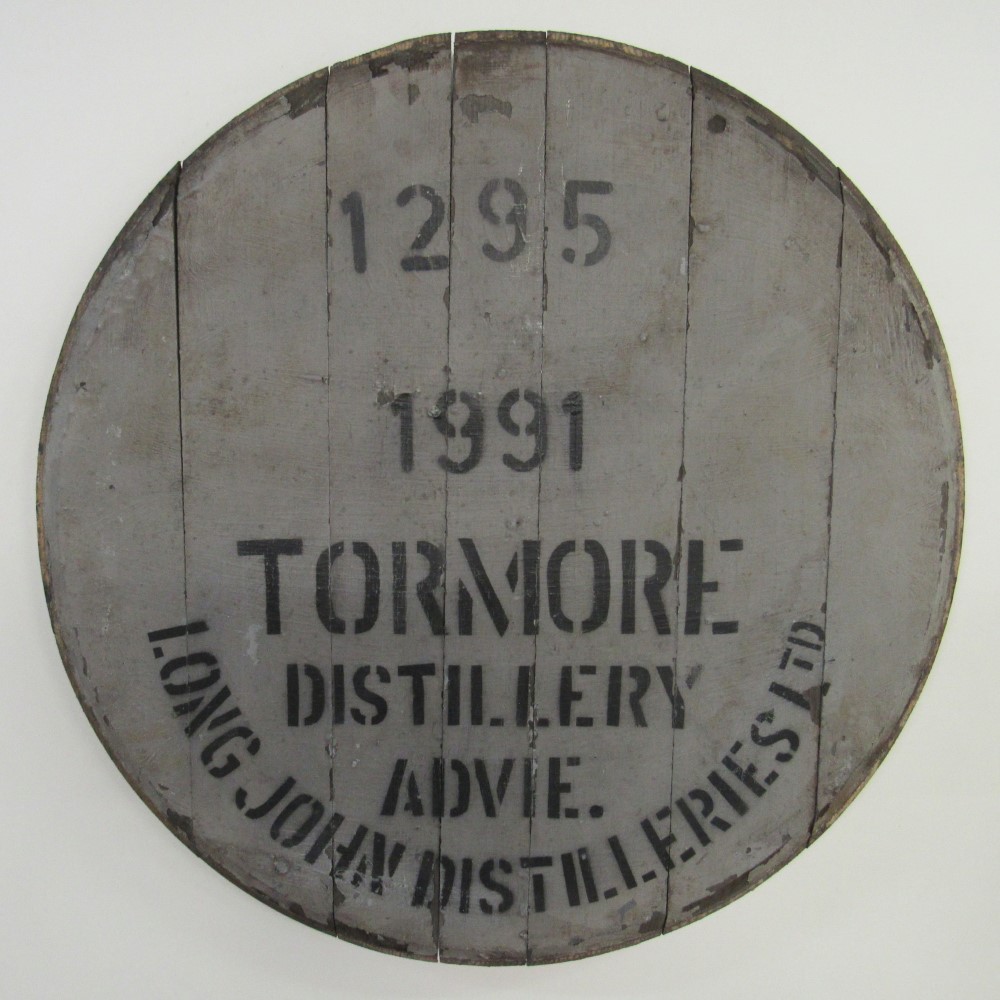 1295
1991
TORMORE
DISTILLERY
ADVIE.
LONG JOHN DISTILLERIES LTD